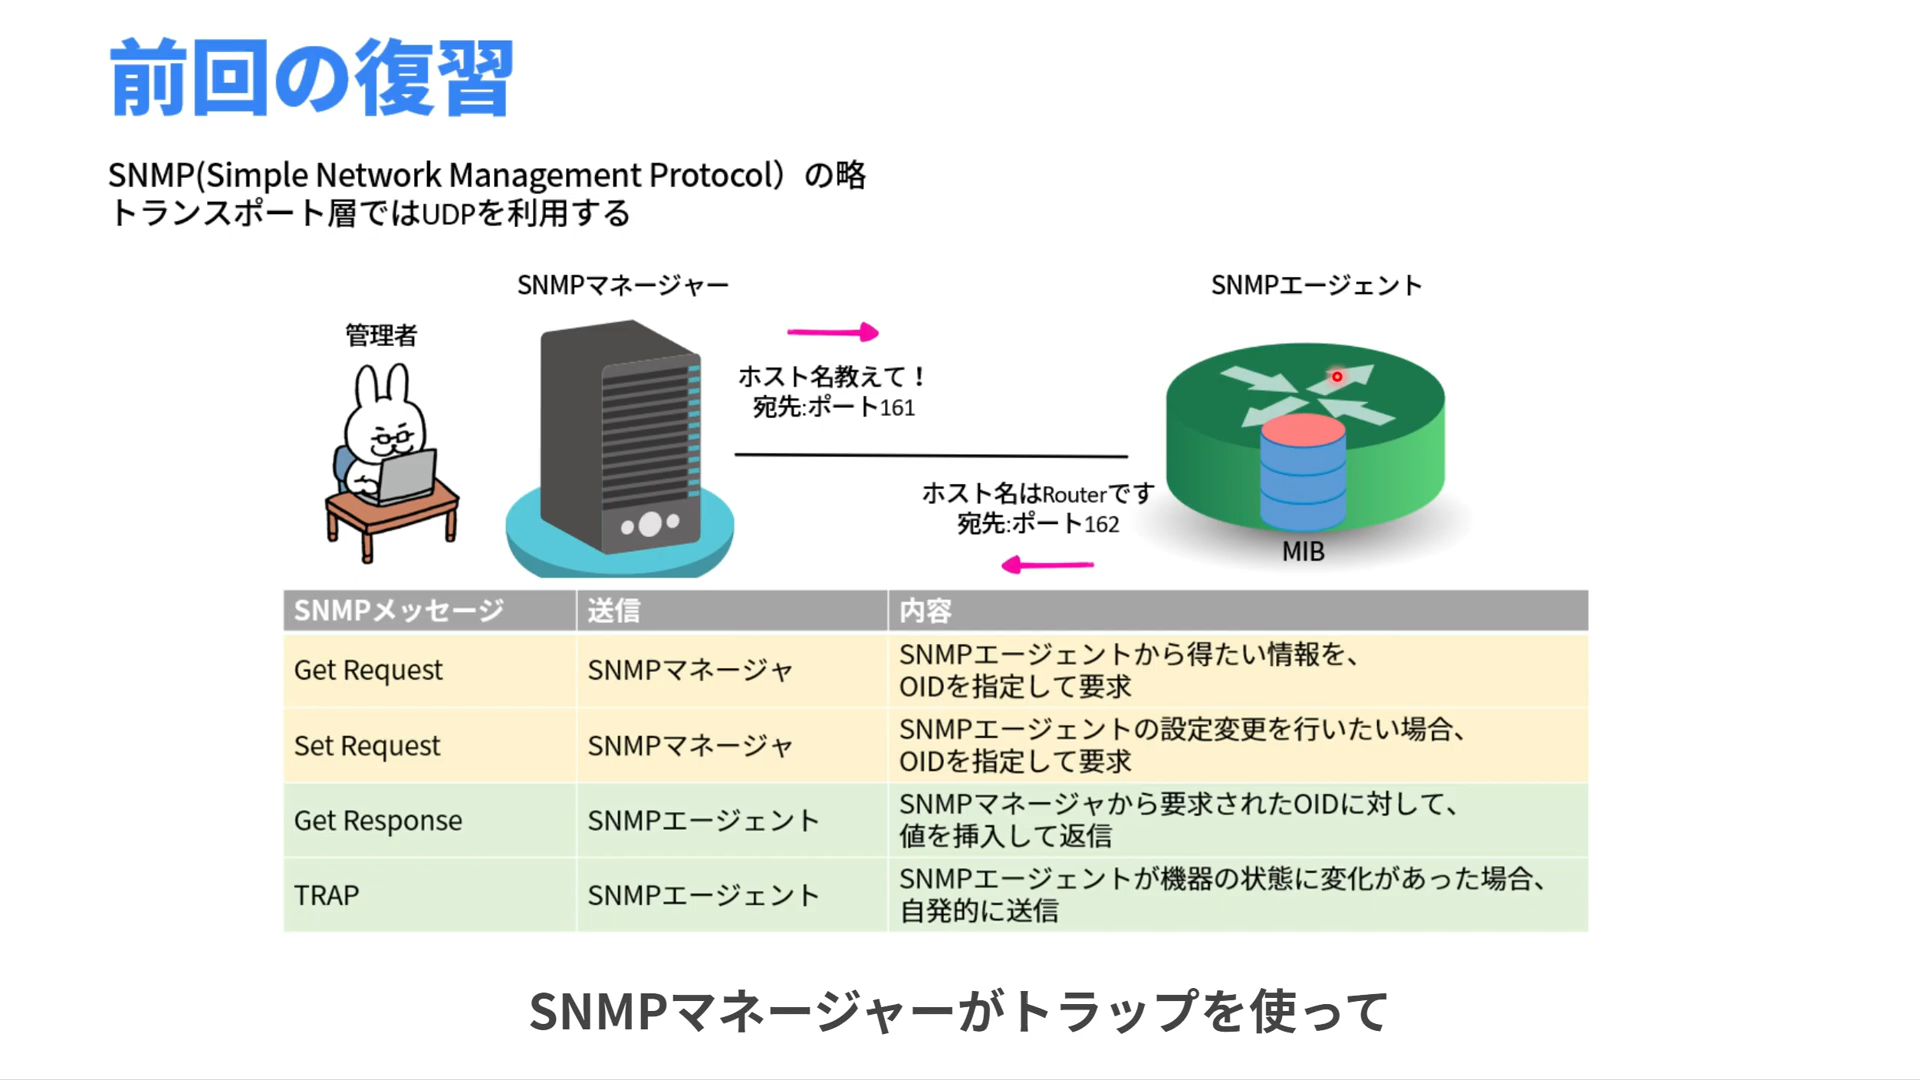 前回の復習
SNMP(Simple Network Management Protocol）の略
トランスポート層ではUDPを利用する
SNMPマネージャー
SNMPエージェント
管理者
ホスト名教えて！
宛先:ポート161
ホスト名はRouterです
宛先:ポート162
MIB
SNMPメッセージ 送信 内容
Get Request SNMPマネージャ SNMPエージェントから得たい情報を、
OIDを指定して要求
Set Request SNMPマネージャ SNMPエージェントの設定変更を行いたい場合、
OIDを指定して要求
Get Response SNMPエージェント SNMPマネージャから要求されたOIDに対して、
値を挿入して返信
TRAP SNMPエージェント SNMPエージェントが機器の状態に変化があった場合、
自発的に送信
SNMPマネージャーがトラップを使って